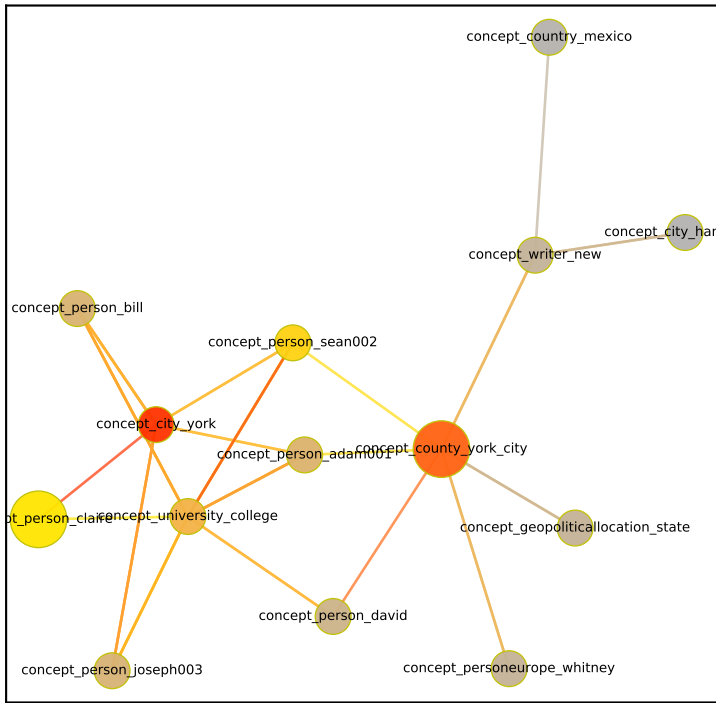 concept_country_mexico
concept_city_har
concept_writer_new
concept_person_bill
concept_person_sean002
concept_city_york
concept_county_york_city
concept_person_adam001
pt_person_claire
concept_university_college
concept_geopoliticallocation_state
concept_person_david
concept_person_joseph003
concept_personeurope_whitney